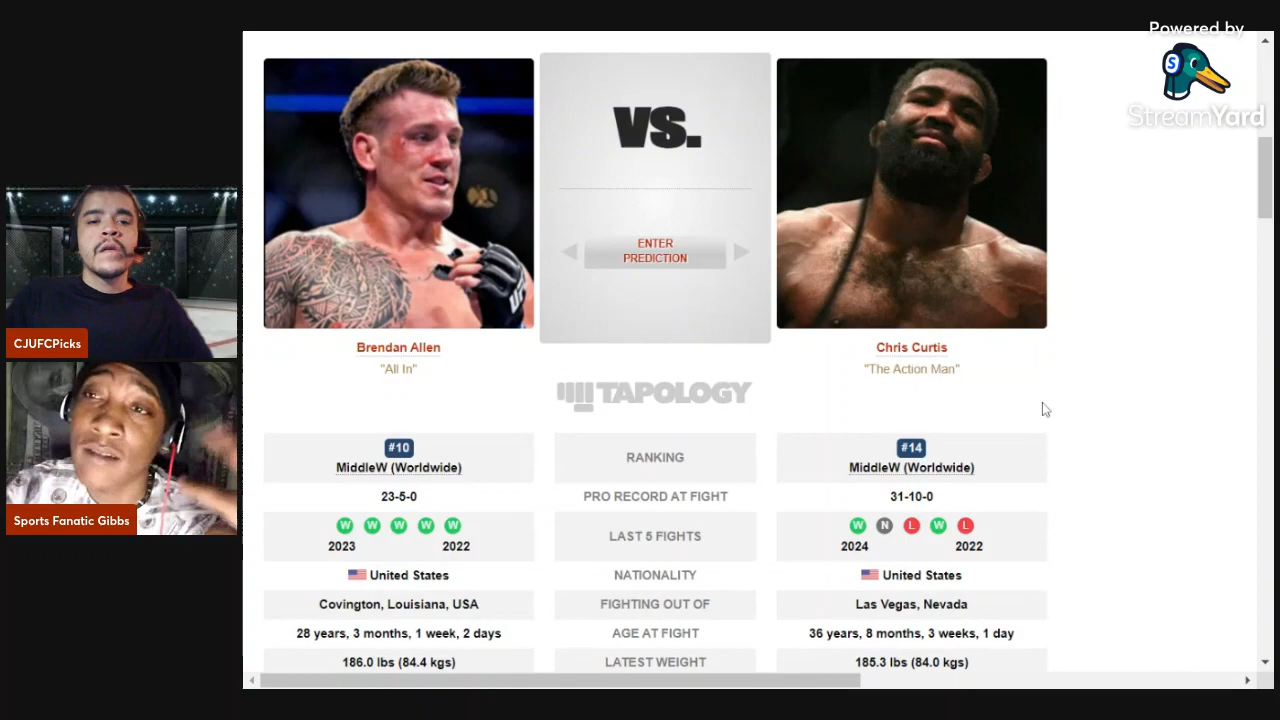 Powered by
S
StreamYard
VS.
ENTER
PREDICTION
CJUFCPicks
Sports Fanatic Gibbs
Brendan Allen
"All In"
Chris Curtis
"The Action Man"
TAPOLOGY
#10
MiddleW (Worldwide)
RANKING
#14
MiddleW (Worldwide)
23-5-0
PRO RECORD AT FIGHT
31-10-0
W W W W W
2023 2022
LAST 5 FIGHTS
W N L W L
2024 2022
United States
NATIONALITY
United States
Covington, Louisiana, USA
FIGHTING OUT OF
Las Vegas, Nevada
28 years, 3 months, 1 week, 2 days
AGE AT FIGHT
36 years, 8 months, 3 weeks, 1 day
186.0 lbs (84.4 kgs)
LATEST WEIGHT
185.3 lbs (84.0 kgs)